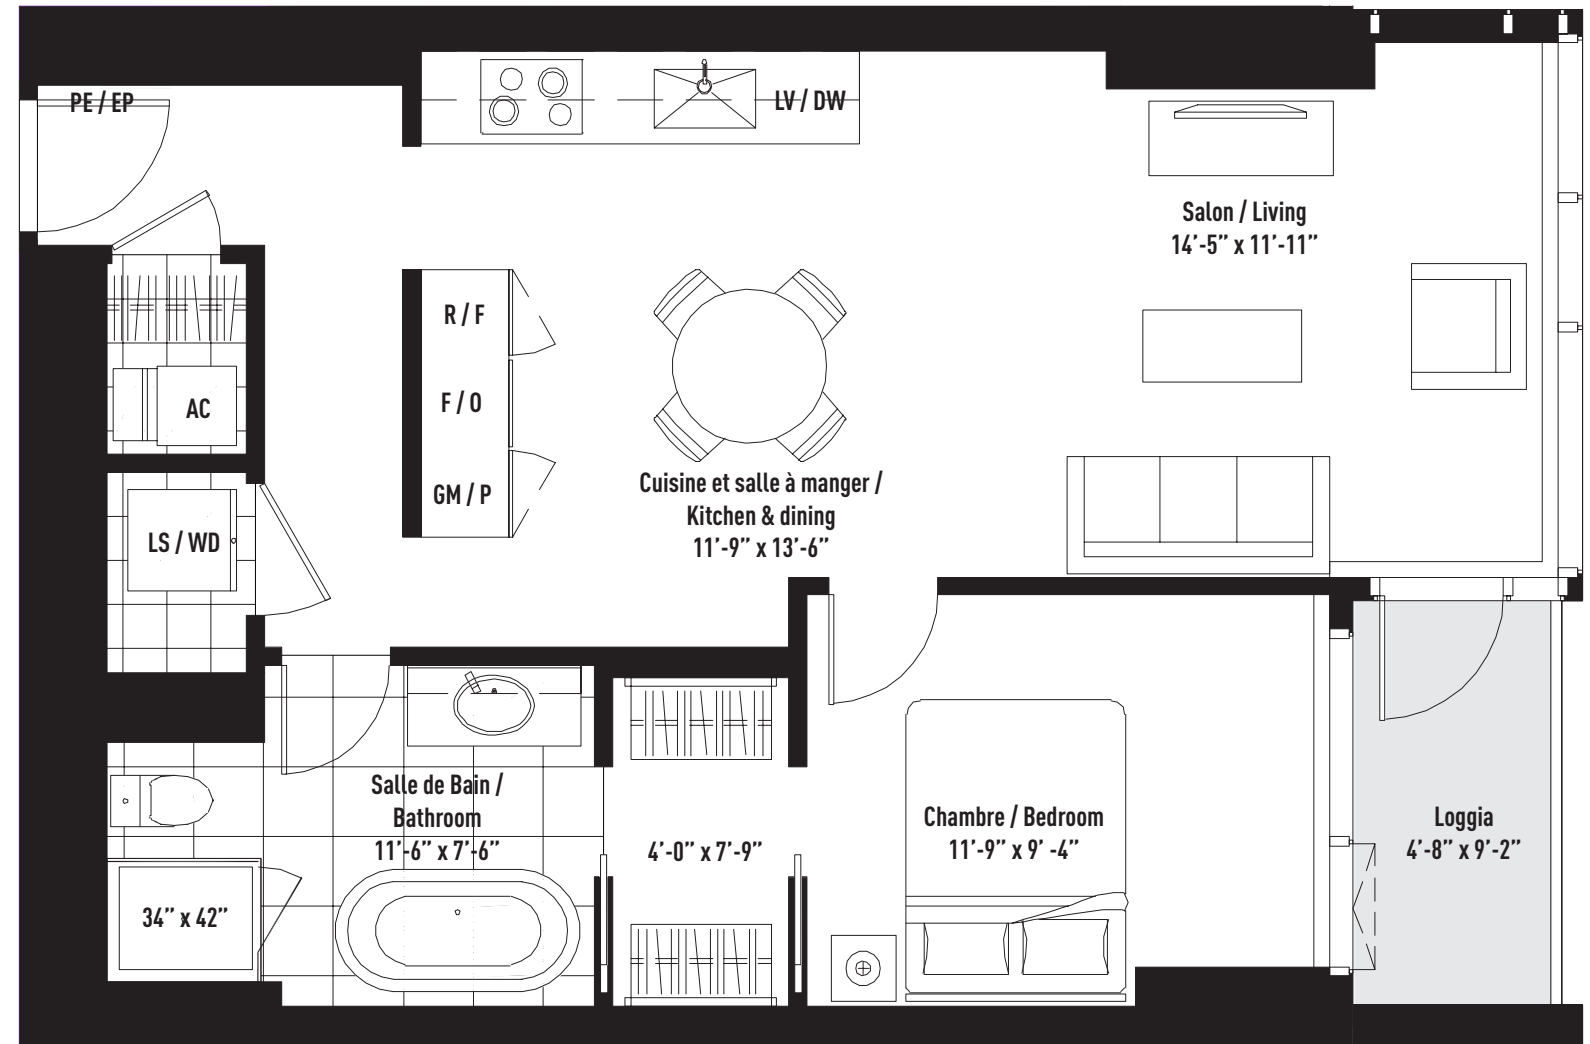 PE / EP
LV / DW
Salon / Living
14’-5” x 11’-11”
R / F
F / O
GM / P
AC
LS / WD
Cuisine et salle à manger /
Kitchen & dining
11’-9” x 13’-6”
Salle de Bain /
Bathroom
11’-6” x 7’-6”
4’-0” x 7’-9”
Chambre / Bedroom
11’-9” x 9’ -4”
Loggia
4’-8” x 9’-2”
34” x 42”